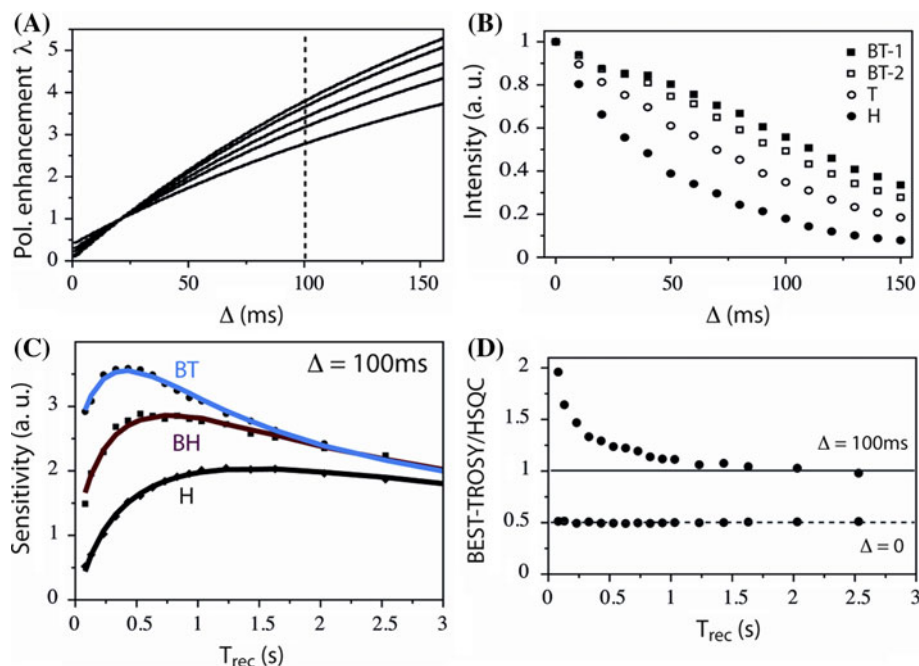 (A)
Pol. enhancement λ
5
4
3
2
1
0
0
50
100
150
Δ (ms)
(B)
Intensity (a. u.)
1
0.8
0.6
0.4
0.2
0
0
50
100
150
Δ (ms)
BT-1
BT-2
T
H
(C)
Sensitivity (a. u.)
3
2
1
0
0
0.5
1
1.5
2
2.5
3
T_rec (s)
Δ = 100ms
BT
BH
H
(D)
BEST-TROSY/HSQC
2
1.5
1
0.5
0
0
0.5
1
1.5
2
2.5
3
T_rec (s)
Δ = 100ms
Δ = 0